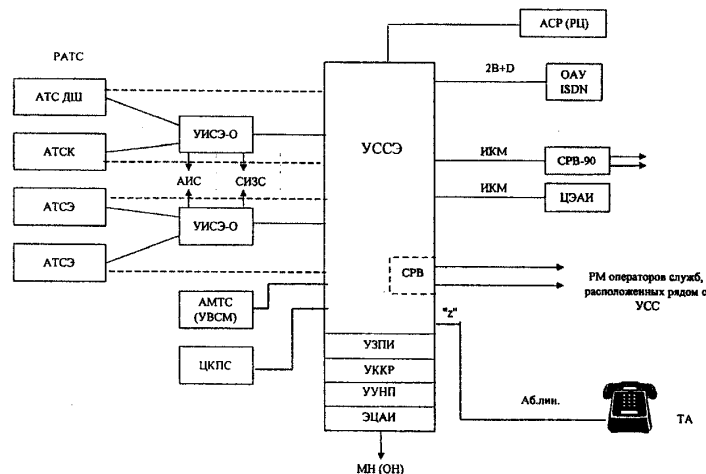 АСР (РЦ)
РАТС
2B+D
ОАУ
ISDN
АТС ДШ
УИСЭ-О
УССЭ
АТСК
ИКМ
СРВ-90
АИС
СИЗС
ИКМ
ЦЭАИ
АТСЭ
УИСЭ-О
АТСЭ
СРВ
РМ операторов служб,
расположенных рядом с
УСС
АМТС
(УВСМ)
"z"
УЗПИ
ЦКПС
УККР
УУНП
Аб.лин.
ТА
ЭЦАИ
МН (ОН)